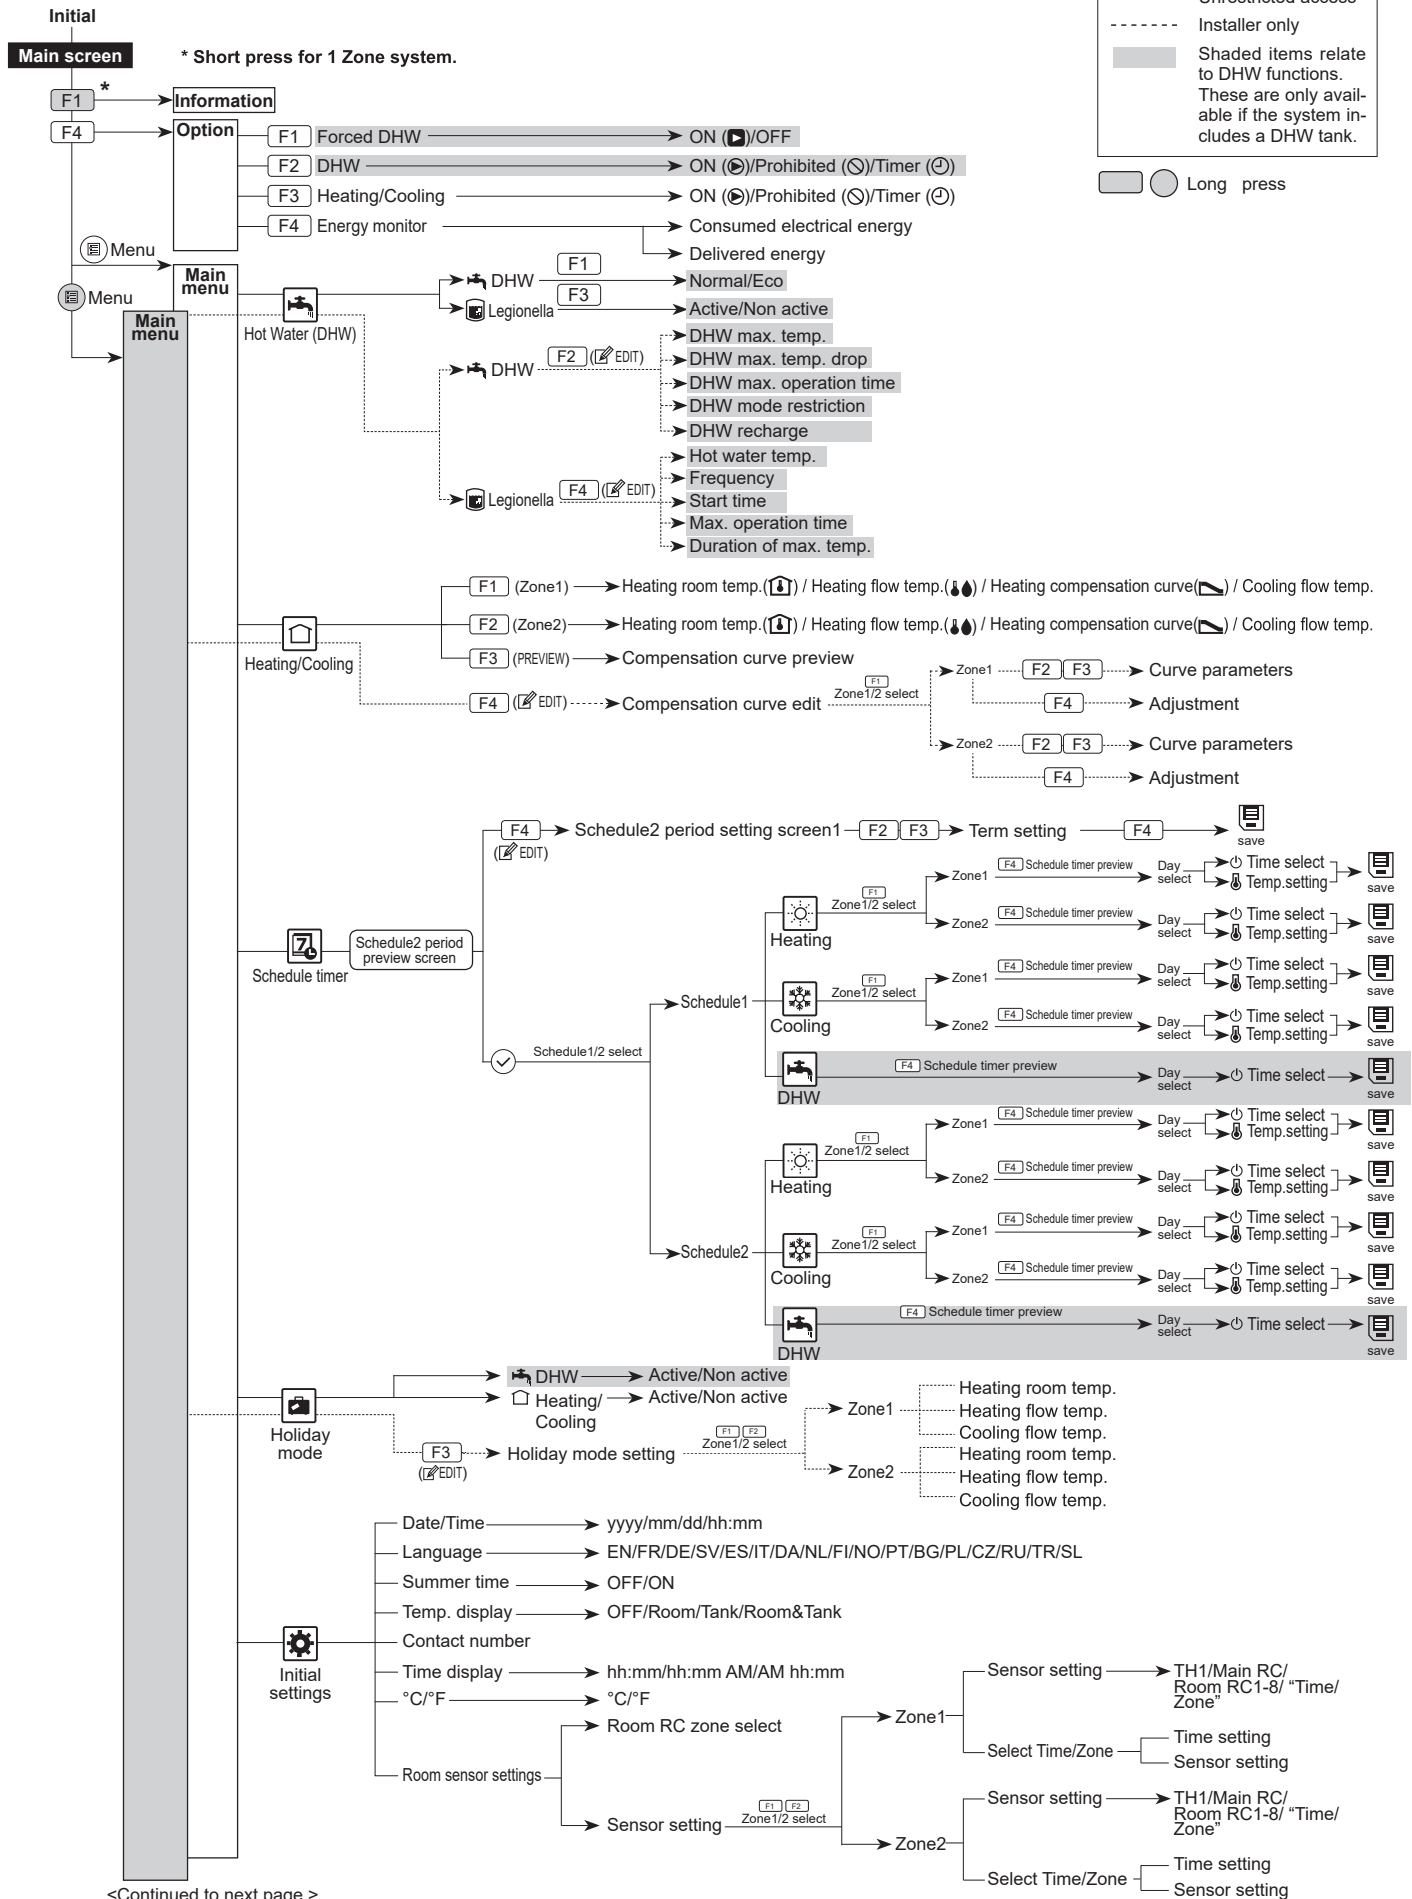 Initial
Unrestricted access
Installer only
Shaded items relate
to DHW functions.
These are only avail-
able if the system in-
cludes a DHW tank.
Long press
Main screen
* Short press for 1 Zone system.
F1 * Information
F4 Option
F1 Forced DHW ON ( )/OFF
F2 DHW ON ( )/Prohibited ( )/Timer ( )
F3 Heating/Cooling ON ( )/Prohibited ( )/Timer ( )
F4 Energy monitor Consumed electrical energy
Delivered energy
Menu
Main
menu
Menu
Main
menu
Hot Water (DHW)
DHW F1 Normal/Eco
Legionella F3 Active/Non active
DHW F2 ( EDIT)
DHW max. temp.
DHW max. temp. drop
DHW max. operation time
DHW mode restriction
DHW recharge
Legionella F4 ( EDIT)
Hot water temp.
Frequency
Start time
Max. operation time
Duration of max. temp.
Heating/Cooling
F1 (Zone1) Heating room temp.( ) / Heating flow temp.( ) / Heating compensation curve( ) / Cooling flow temp.
F2 (Zone2) Heating room temp.( ) / Heating flow temp.( ) / Heating compensation curve( ) / Cooling flow temp.
F3 (PREVIEW) Compensation curve preview
F4 ( EDIT) Compensation curve edit
F1
Zone1/2 select
Zone1 F2 F3 Curve parameters
F4 Adjustment
Zone2 F2 F3 Curve parameters
F4 Adjustment
7
Schedule timer
Schedule2 period
preview screen
F4 Schedule2 period setting screen1 F2 F3 Term setting F4 save
( EDIT)
Schedule1/2 select
Schedule1
Heating
F1
Zone1/2 select
Zone1 F4 Schedule timer preview Day select Time select
Temp.setting save
Zone2 F4 Schedule timer preview Day select Time select
Temp.setting save
Cooling
F1
Zone1/2 select
Zone1 F4 Schedule timer preview Day select Time select
Temp.setting save
Zone2 F4 Schedule timer preview Day select Time select
Temp.setting save
DHW
F4 Schedule timer preview Day select Time select save
Schedule2
Heating
F1
Zone1/2 select
Zone1 F4 Schedule timer preview Day select Time select
Temp.setting save
Zone2 F4 Schedule timer preview Day select Time select
Temp.setting save
Cooling
F1
Zone1/2 select
Zone1 F4 Schedule timer preview Day select Time select
Temp.setting save
Zone2 F4 Schedule timer preview Day select Time select
Temp.setting save
DHW
F4 Schedule timer preview Day select Time select save
Holiday
mode
DHW Active/Non active
Heating/
Cooling
Active/Non active
F3 Holiday mode setting
( EDIT)
F1 F2
Zone1/2 select
Zone1
Heating room temp.
Heating flow temp.
Cooling flow temp.
Zone2
Heating room temp.
Heating flow temp.
Cooling flow temp.
Initial
settings
Date/Time yyyy/mm/dd/hh:mm
Language EN/FR/DE/SV/ES/IT/DA/NL/FI/NO/PT/BG/PL/CZ/RU/TR/SL
Summer time OFF/ON
Temp. display OFF/Room/Tank/Room&Tank
Contact number
Time display hh:mm/hh:mm AM/AM hh:mm
°C/°F °C/°F
Room sensor settings
Room RC zone select
Sensor setting
F1 F2
Zone1/2 select
Zone1
Sensor setting TH1/Main RC/
Room RC1-8/ “Time/
Zone”
Select Time/Zone
Time setting
Sensor setting
Zone2
Sensor setting TH1/Main RC/
Room RC1-8/ “Time/
Zone”
Select Time/Zone
Time setting
Sensor setting
<Continued to next page.>